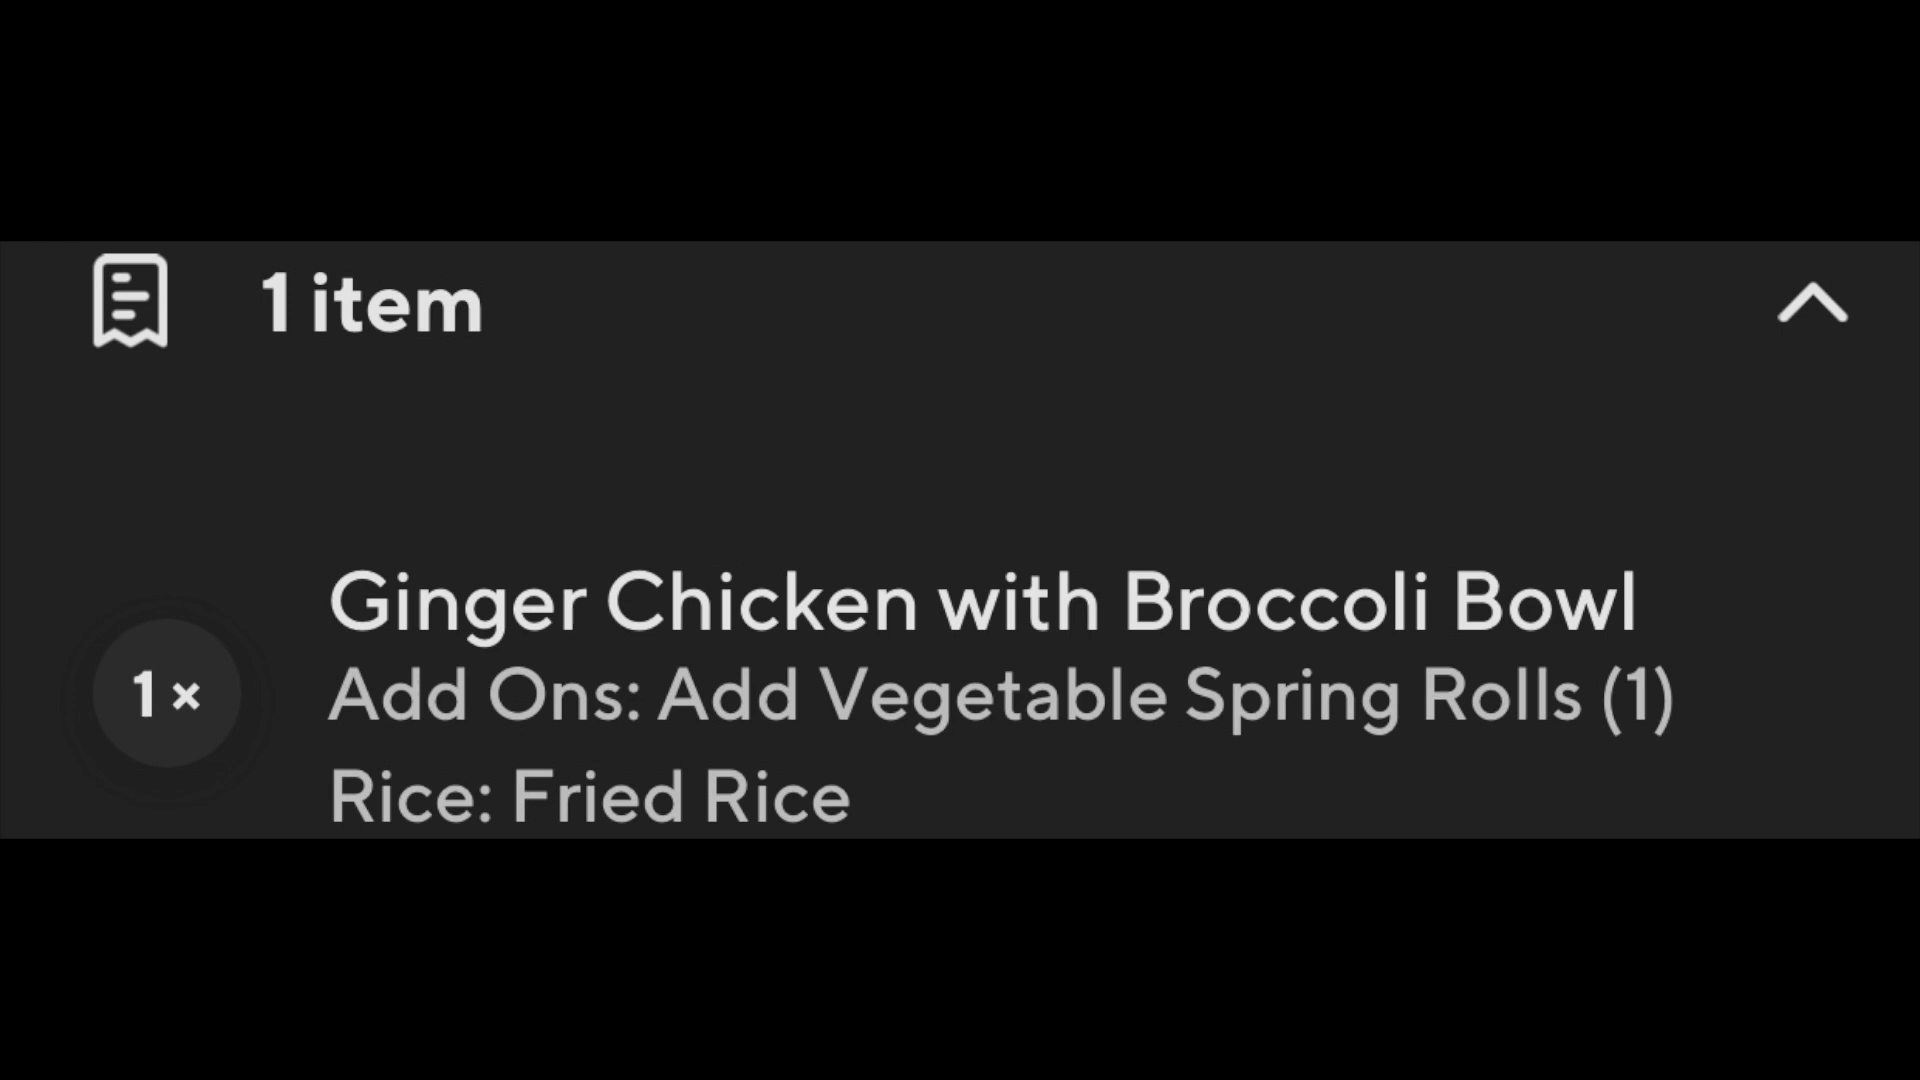 1 item
Ginger Chicken with Broccoli Bowl
1 ×
Add Ons: Add Vegetable Spring Rolls (1)
Rice: Fried Rice